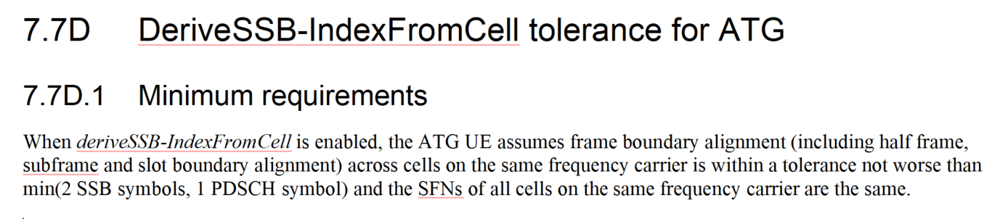 7.7D DeriveSSB-IndexFromCell tolerance for ATG
7.7D.1 Minimum requirements
When deriveSSB-IndexFromCell is enabled, the ATG UE assumes frame boundary alignment (including half frame,
subframe and slot boundary alignment) across cells on the same frequency carrier is within a tolerance not worse than
min(2 SSB symbols, 1 PDSCH symbol) and the SFNs of all cells on the same frequency carrier are the same.